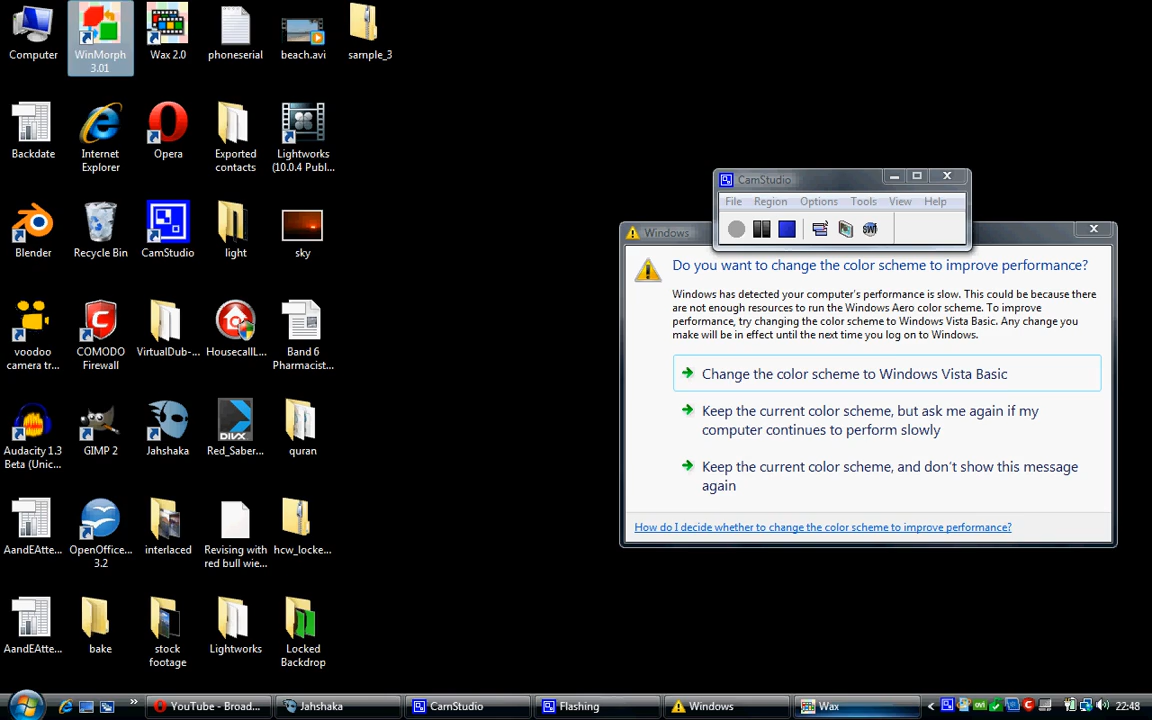 Computer
WinMorph
3.01
Wax 2.0
phoneserial
beach.avi
sample_3
Backdate
Internet
Explorer
Opera
Exported
contacts
Lightworks
(10.0.4 Publ...
Blender
Recycle Bin
CamStudio
light
sky
voodoo
camera tr...
COMODO
Firewall
VirtualDub-...
HousecallL...
Band 6
Pharmacist...
Audacity 1.3
Beta (Unic...
GIMP 2
Jahshaka
Red_Saber...
DIVX
quran
AandEAtte...
OpenOffice...
3.2
interlaced
Revising with
red bull wie...
hcw_locke...
AandEAtte...
bake
stock
footage
Lightworks
Locked
Backdrop
CamStudio
File Region Options Tools View Help
SWF
Windows
Do you want to change the color scheme to improve performance?
Windows has detected your computer's performance is slow. This could be because there
are not enough resources to run the Windows Aero color scheme. To improve
performance, try changing the color scheme to Windows Vista Basic. Any change you
make will be in effect until the next time you log on to Windows.
Change the color scheme to Windows Vista Basic
Keep the current color scheme, but ask me again if my
computer continues to perform slowly
Keep the current color scheme, and don't show this message
again
How do I decide whether to change the color scheme to improve performance?
YouTube - Broad...
Jahshaka
CamStudio
Flashing
Windows
Wax
ovi
22:48